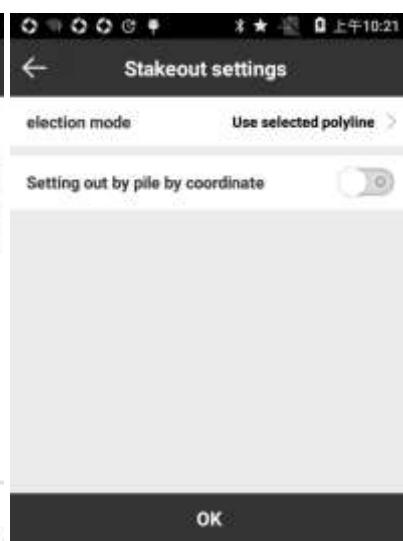 上午10:21
Stakeout settings
election mode Use selected polyline
Setting out by pile by coordinate
OK